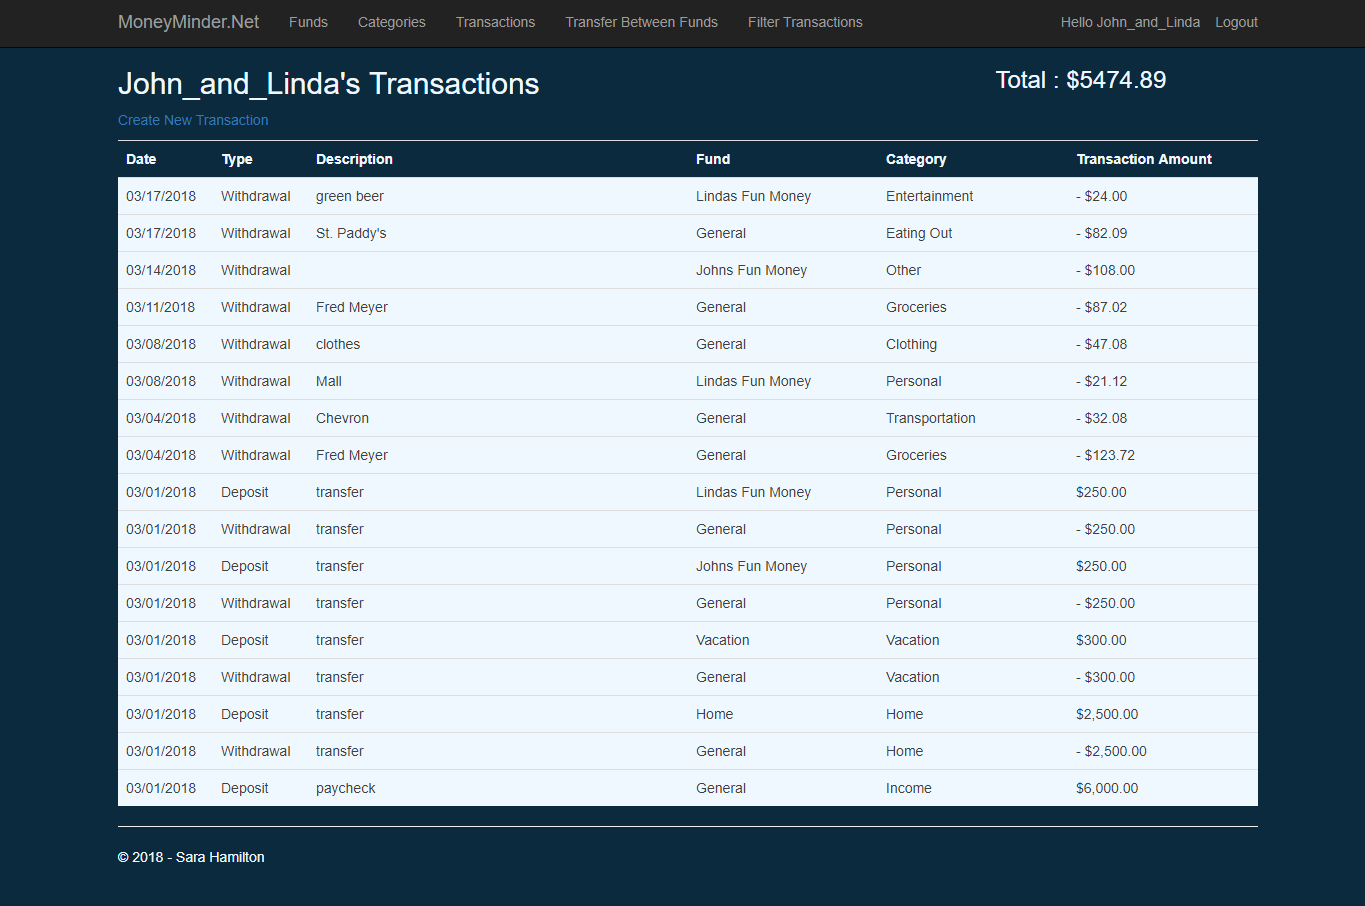 MoneyMinder.Net Funds Categories Transactions Transfer Between Funds Filter Transactions Hello John_and_Linda Logout
John_and_Linda's Transactions Total : $5474.89
Create New Transaction
Date Type Description Fund Category Transaction Amount
03/17/2018 Withdrawal green beer Lindas Fun Money Entertainment - $24.00
03/17/2018 Withdrawal St. Paddy's General Eating Out - $82.09
03/14/2018 Withdrawal Johns Fun Money Other - $108.00
03/11/2018 Withdrawal Fred Meyer General Groceries - $87.02
03/08/2018 Withdrawal clothes General Clothing - $47.08
03/08/2018 Withdrawal Mall Lindas Fun Money Personal - $21.12
03/04/2018 Withdrawal Chevron General Transportation - $32.08
03/04/2018 Withdrawal Fred Meyer General Groceries - $123.72
03/01/2018 Deposit transfer Lindas Fun Money Personal $250.00
03/01/2018 Withdrawal transfer General Personal - $250.00
03/01/2018 Deposit transfer Johns Fun Money Personal $250.00
03/01/2018 Withdrawal transfer General Personal - $250.00
03/01/2018 Deposit transfer Vacation Vacation $300.00
03/01/2018 Withdrawal transfer General Vacation - $300.00
03/01/2018 Deposit transfer Home Home $2,500.00
03/01/2018 Withdrawal transfer General Home - $2,500.00
03/01/2018 Deposit paycheck General Income $6,000.00
© 2018 - Sara Hamilton